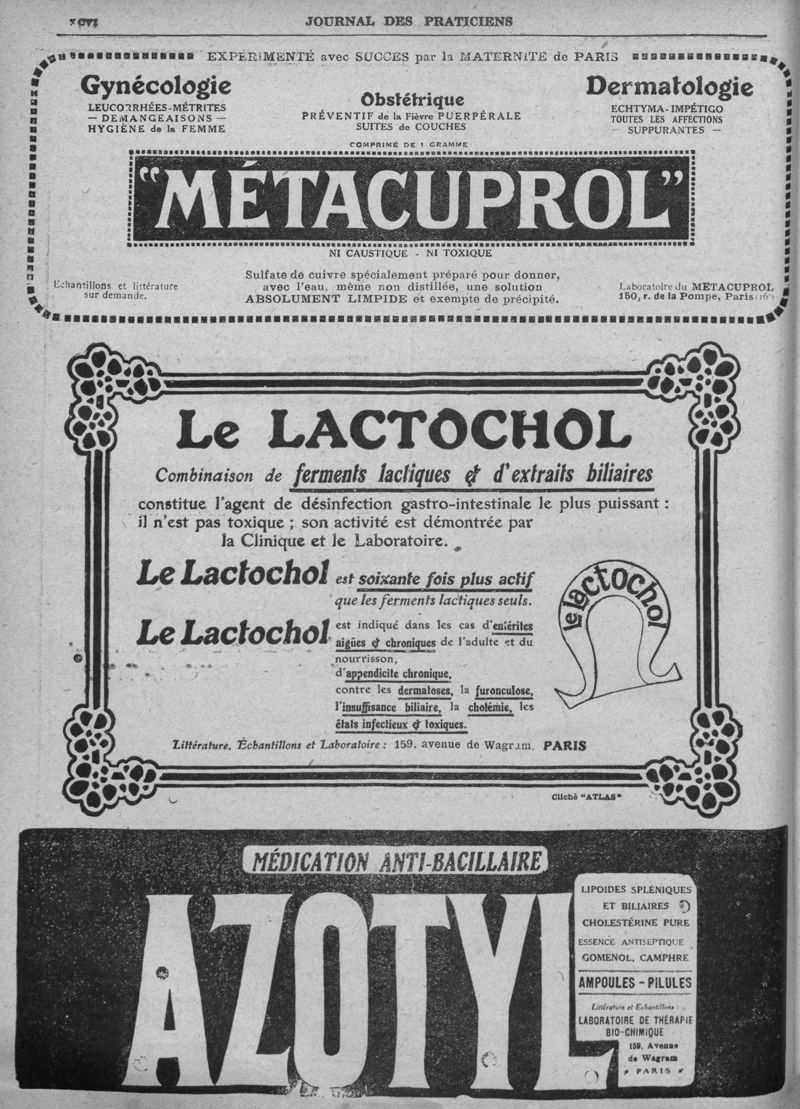 XCVI
JOURNAL DES PRATICIENS
EXPÉRIMENTÉ avec SUCCES par la MATERNITÉ de PARIS
Gynécologie
LEUCORRHÉES-MÉTRITES
— DEMANGEAISONS —
HYGIÈNE de la FEMME
Obstétrique
PRÉVENTIF de la Fièvre PUERPÉRALE
SUITES de COUCHES
Dermatologie
ECHTYMA-IMPÉTIGO
TOUTES LES AFFECTIONS
— SUPPURANTES —
COMPRIMÉ DE 1 GRAMME
"MÉTACUPROL"
NI CAUSTIQUE - NI TOXIQUE
Echantillons et littérature
sur demande.
Sulfate de cuivre spécialement préparé pour donner,
avec l'eau, même non distillée, une solution
ABSOLUMENT LIMPIDE et exempte de précipité.
Laboratoire du METACUPROL
150, r. de la Pompe, Paris (16e)
Le LACTOCHOL
Combinaison de ferments lactiques & d'extraits biliaires
constitue l'agent de désinfection gastro-intestinale le plus puissant :
il n'est pas toxique ; son activité est démontrée par
la Clinique et le Laboratoire.
Le Lactochol est soixante fois plus actif
que les ferments lactiques seuls.
Le Lactochol est indiqué dans les cas d'entérites
aigües & chroniques de l'adulte et du
nourrisson,
d'appendicite chronique,
contre les dermatoses, la furonculose,
l'insuffisance biliaire, la cholémie, les
états infectieux & toxiques.
le lactochol
Littérature, Échantillons et Laboratoire : 159, avenue de Wagram, PARIS
Cliché "ATLAS"
MÉDICATION ANTI-BACILLAIRE
AZOTYL
LIPOIDES SPLÉNIQUES
ET BILIAIRES
CHOLESTÉRINE PURE
ESSENCE ANTISEPTIQUE
GOMENOL, CAMPHRE
AMPOULES - PILULES
Littérature et Echantillons :
LABORATOIRE DE THÉRAPIE
BIO-CHIMIQUE
159, Avenue
de Wagram
PARIS